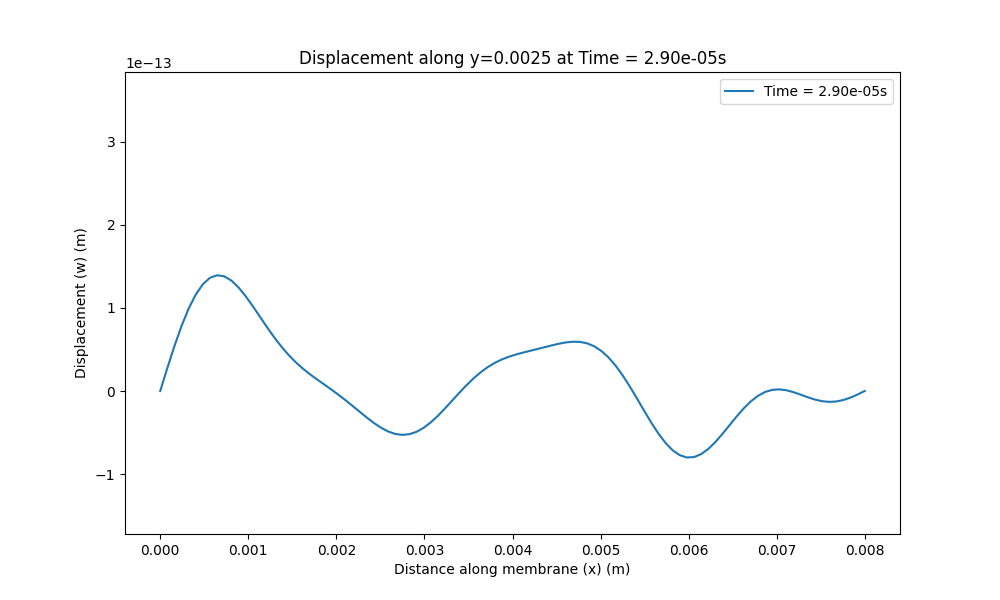 Displacement along y=0.0025 at Time = 2.90e-05s
1e−13
Time = 2.90e-05s
3
2
1
0
−1
Displacement (w) (m)
0.000 0.001 0.002 0.003 0.004 0.005 0.006 0.007 0.008
Distance along membrane (x) (m)